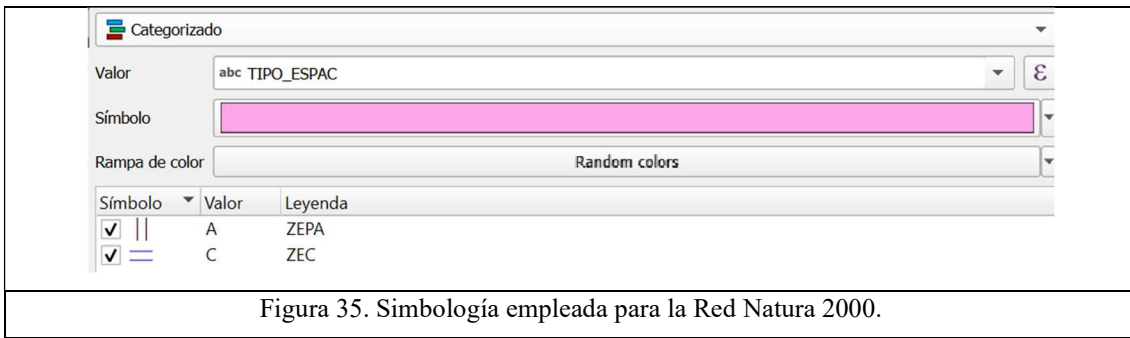 Categorizado
Valor abc TIPO_ESPAC ε
Símbolo
Rampa de color Random colors
Símbolo Valor Leyenda
A ZEPA
C ZEC
Figura 35. Simbología empleada para la Red Natura 2000.